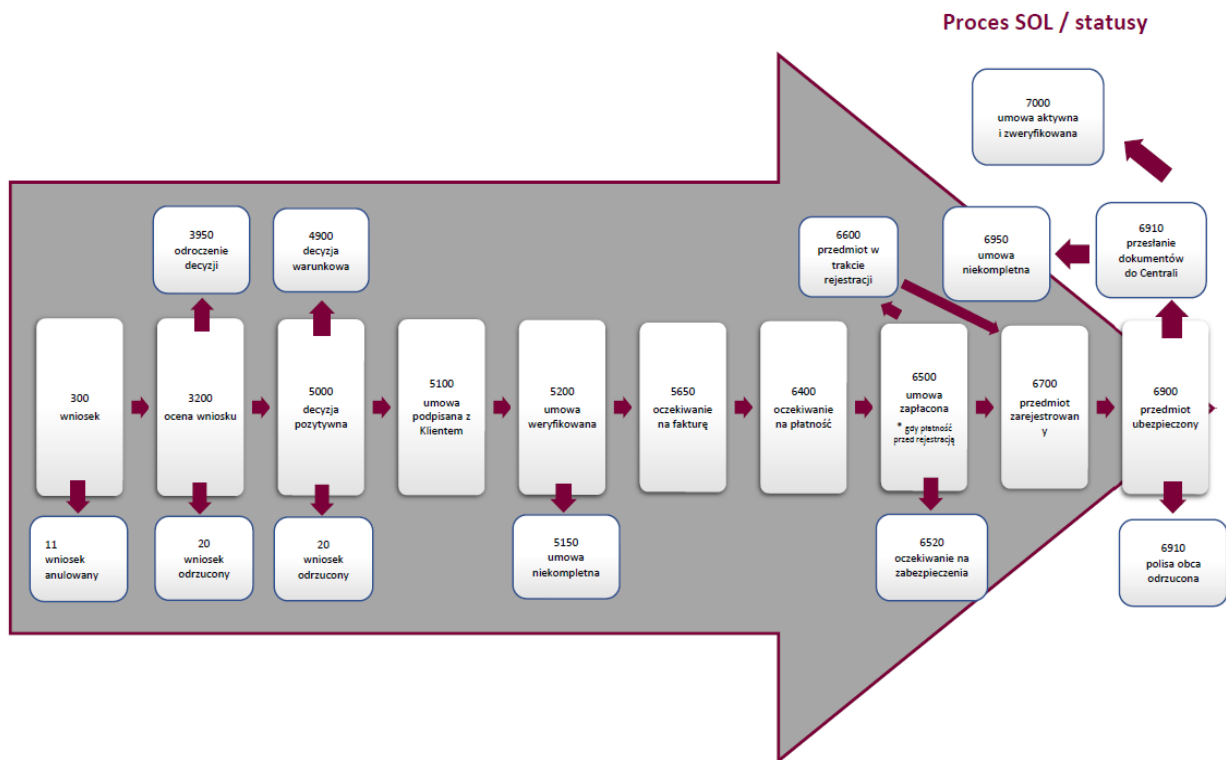 Proces SOL / statusy
7000
umowa aktywna
i zweryfikowana
3950
odroczenie
decyzji
4900
decyzja
warunkowa
6600
przedmiot w
trakcie
rejestracji
6950
umowa
niekompletna
6910
przesłanie
dokumentów
do Centrali
300
wniosek
3200
ocena wniosku
5000
decyzja
pozytywna
5100
umowa
podpisana z
Klientem
5200
umowa
weryfikowana
5650
oczekiwanie
na fakturę
6400
oczekiwanie
na płatność
6500
umowa
zapłacona
* gdy płatność
przed rejestracją
6700
przedmiot
zarejestrowan
y
6900
przedmiot
ubezpieczony
11
wniosek
anulowany
20
wniosek
odrzucony
20
wniosek
odrzucony
5150
umowa
niekompletna
6520
oczekiwanie na
zabezpieczenia
6910
polisa obca
odrzucona